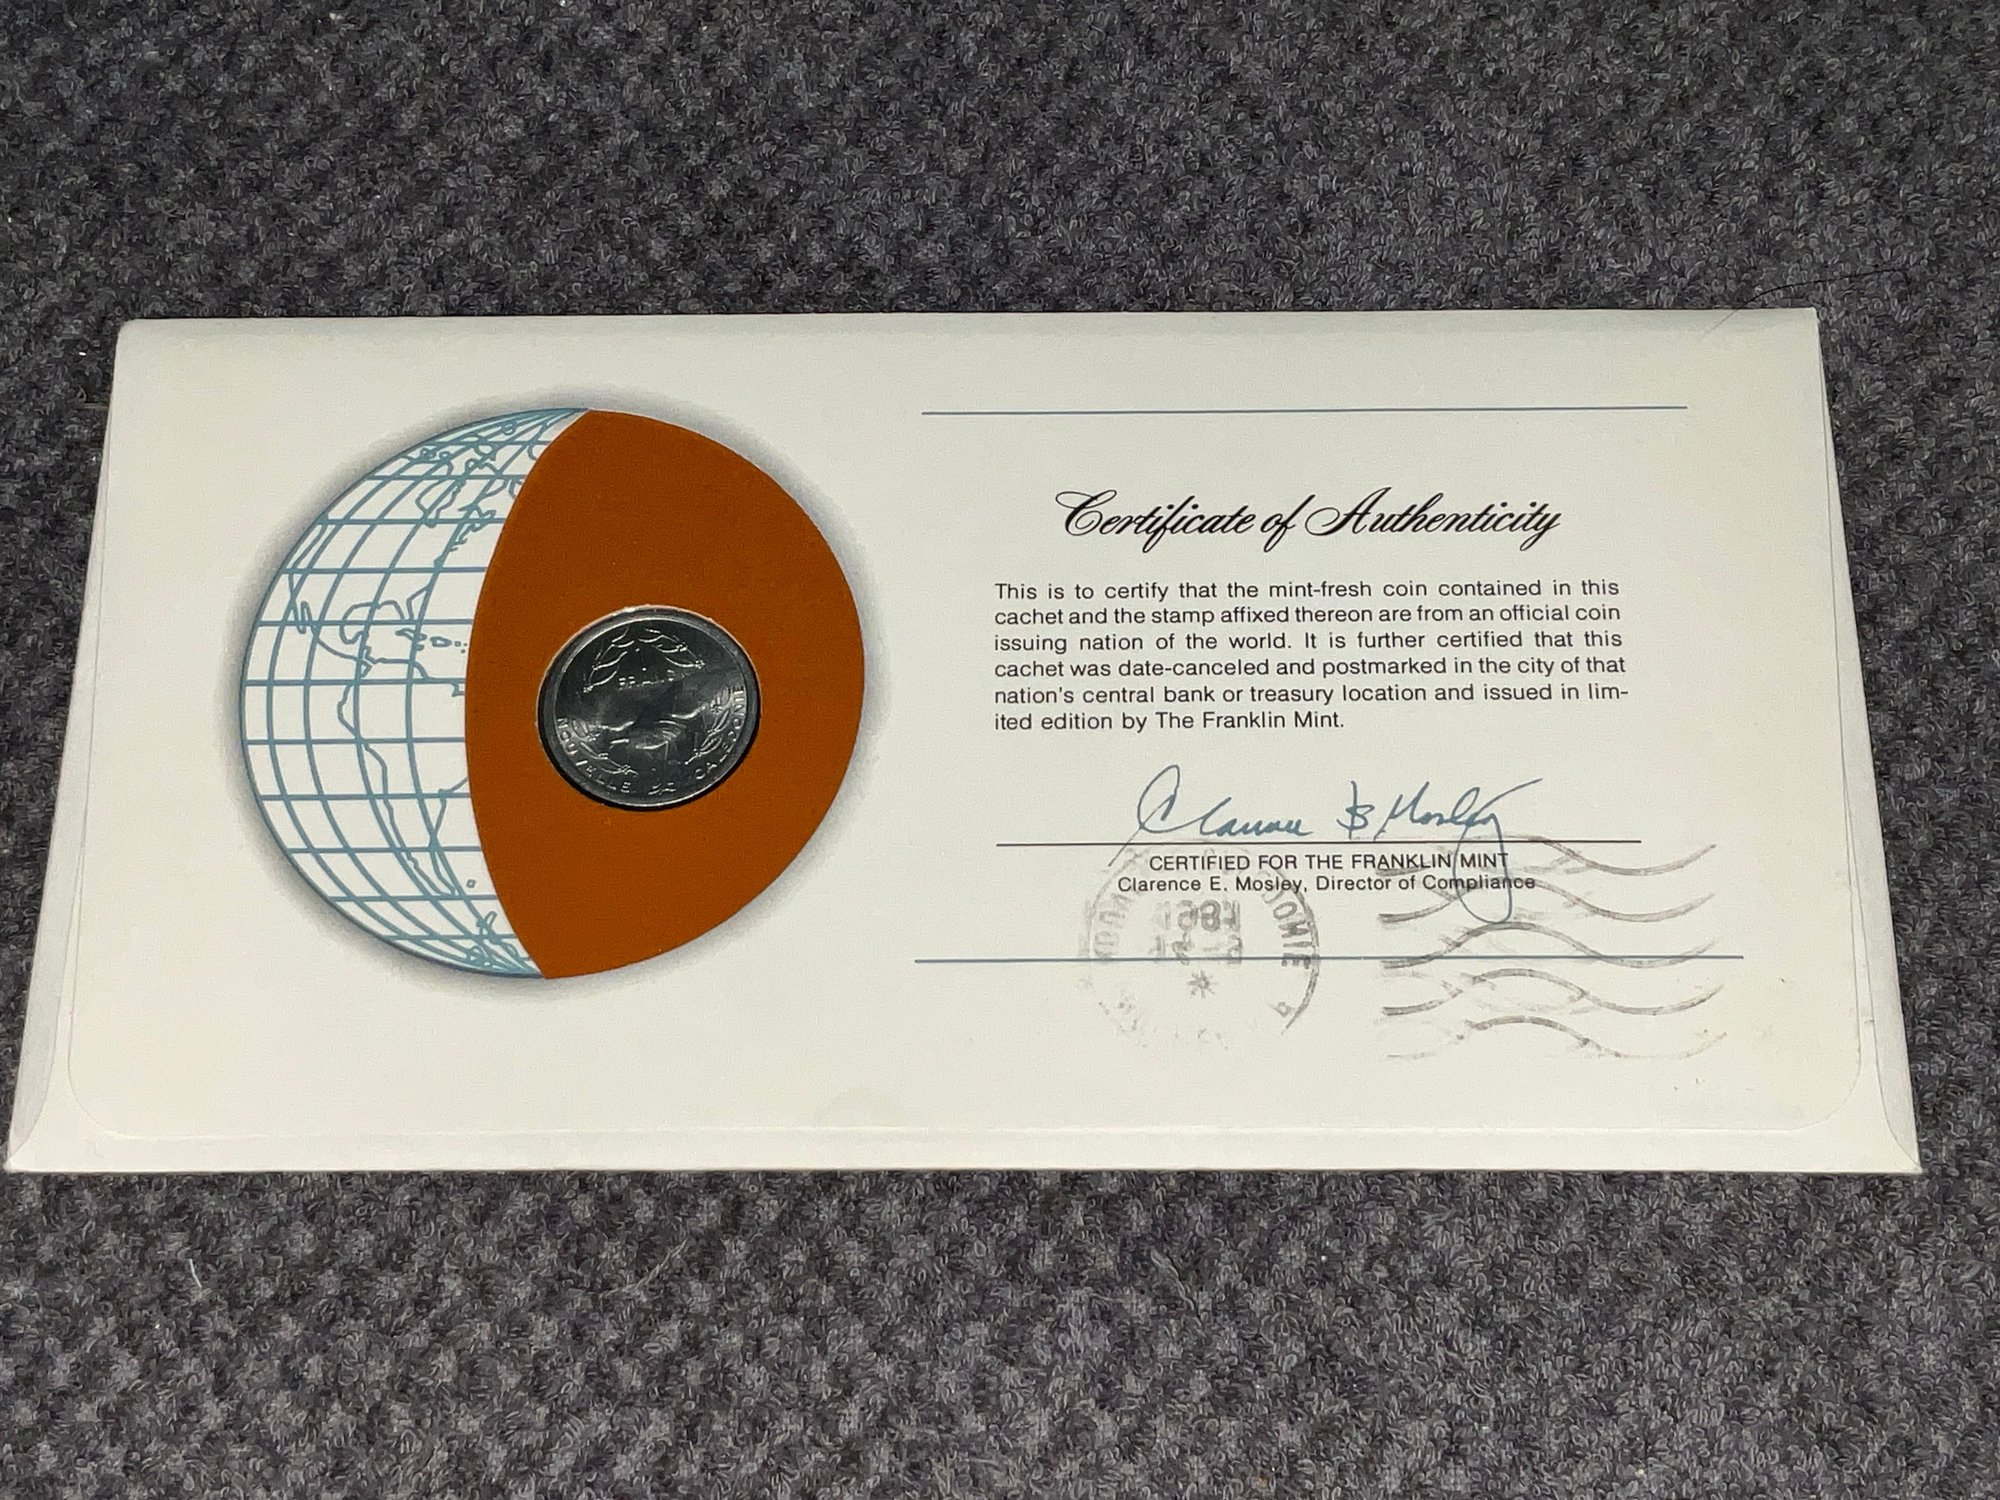 Certificate of Authenticity
This is to certify that the mint-fresh coin contained in this
cachet and the stamp affixed thereon are from an official coin
issuing nation of the world. It is further certified that this
cachet was date-canceled and postmarked in the city of that
nation's central bank or treasury location and issued in lim-
ited edition by The Franklin Mint.
CERTIFIED FOR THE FRANKLIN MINT
Clarence E. Mosley, Director of Compliance
NOUVELLE CALEDONIE